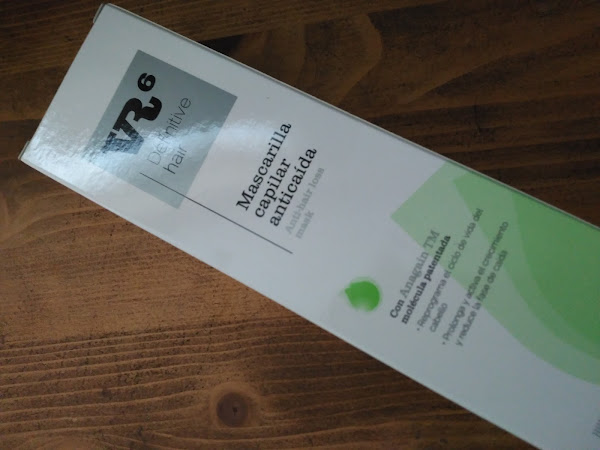 VR6
Definitive
hair
Mascarilla
capilar
anticaída
Anti-hair loss
mask
Con Anagain TM
molécula patentada
• Reprograma el ciclo de vida del
cabello
• Prolonga y activa el crecimiento
y reduce la fase de caída